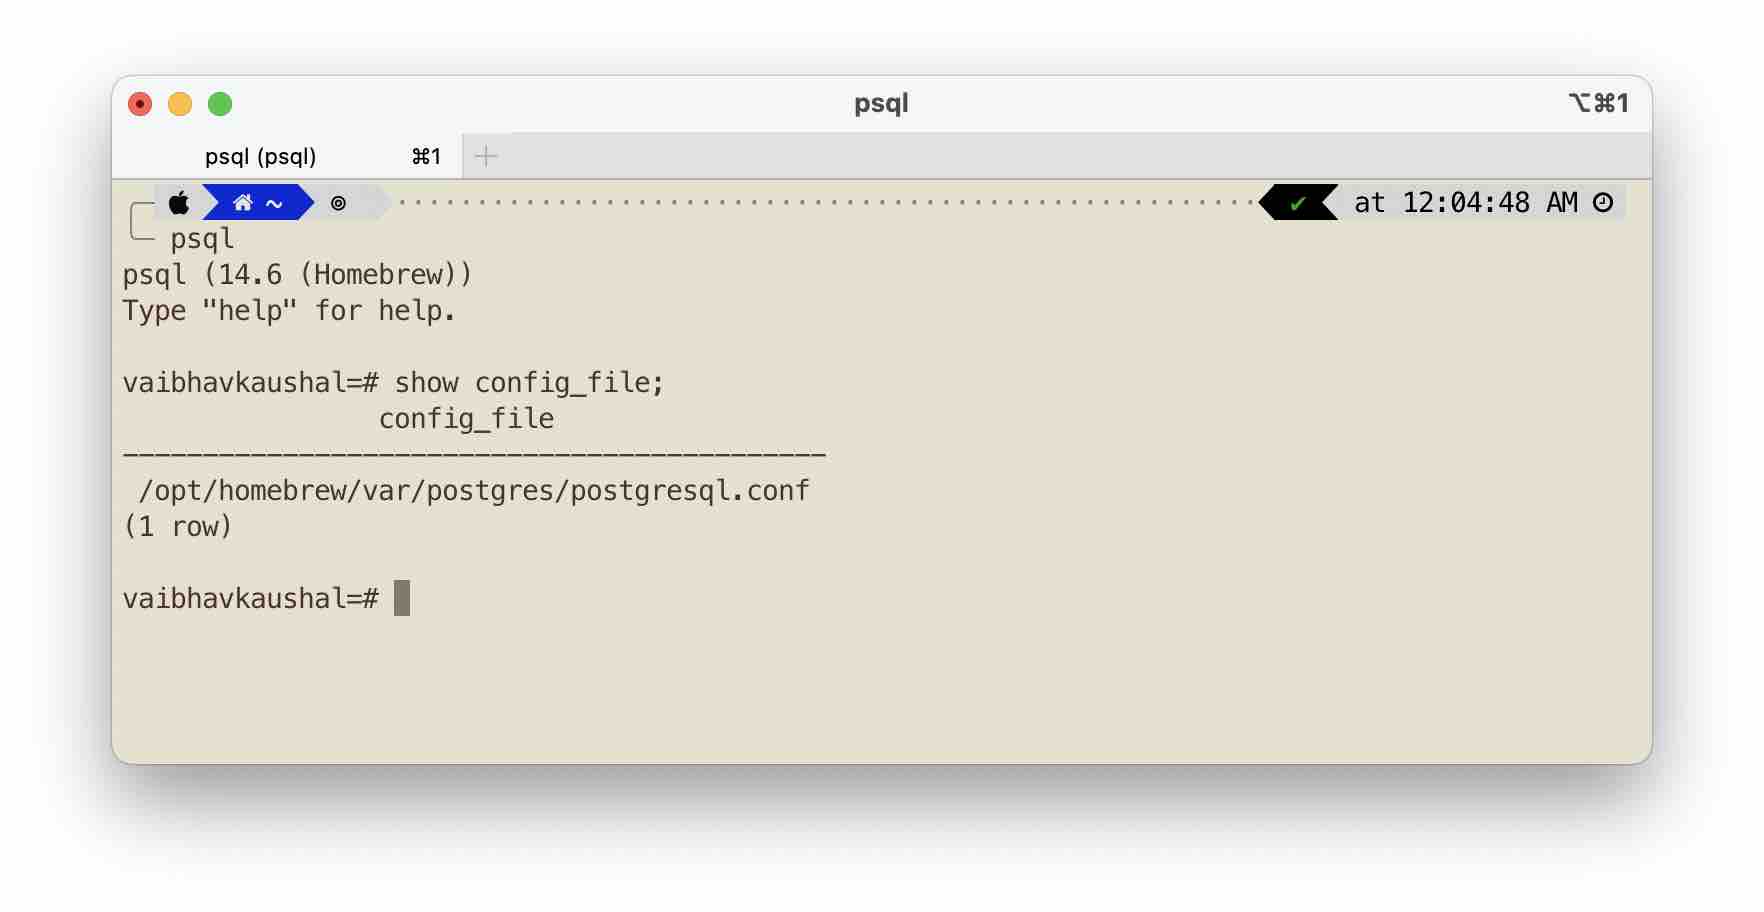 psql
⌥⌘1
psql (psql) ⌘1
~ at 12:04:48 AM
psql
psql (14.6 (Homebrew))
Type "help" for help.
vaibhavkaushal=# show config_file;
config_file
--------------------------------------------
/opt/homebrew/var/postgres/postgresql.conf
(1 row)
vaibhavkaushal=#